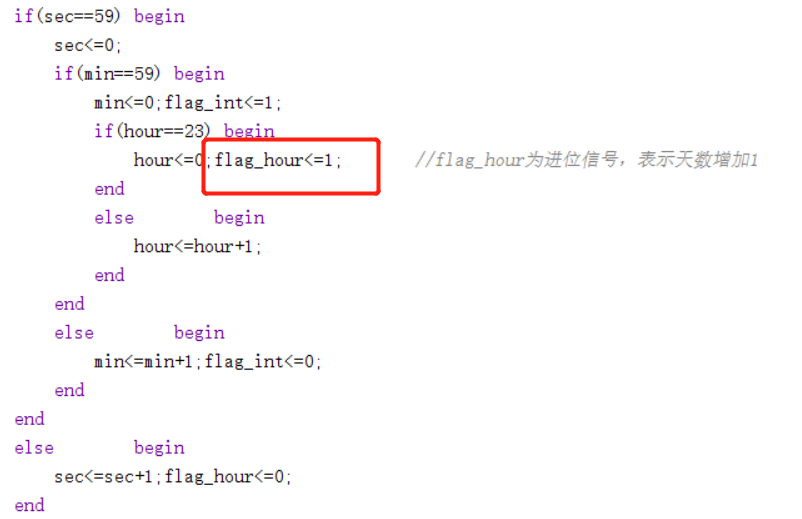 if(sec==59) begin
    sec<=0;
    if(min==59) begin
        min<=0;flag_int<=1;
        if(hour==23) begin
            hour<=0;flag_hour<=1;        //flag_hour为进位信号，表示天数增加1
        end
        else        begin
            hour<=hour+1;
        end
    end
    else        begin
        min<=min+1;flag_int<=0;
    end
end
else        begin
    sec<=sec+1;flag_hour<=0;
end